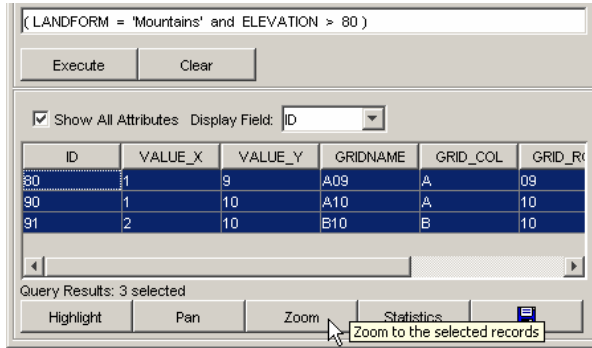 ( LANDFORM = 'Mountains' and ELEVATION > 80 )
Execute Clear
Show All Attributes Display Field: ID
ID VALUE_X VALUE_Y GRIDNAME GRID_COL GRID_R
80 1 9 A09 A 09
90 1 10 A10 A 10
91 2 10 B10 B 10
Query Results: 3 selected
Highlight Pan Zoom Statistics
Zoom to the selected records